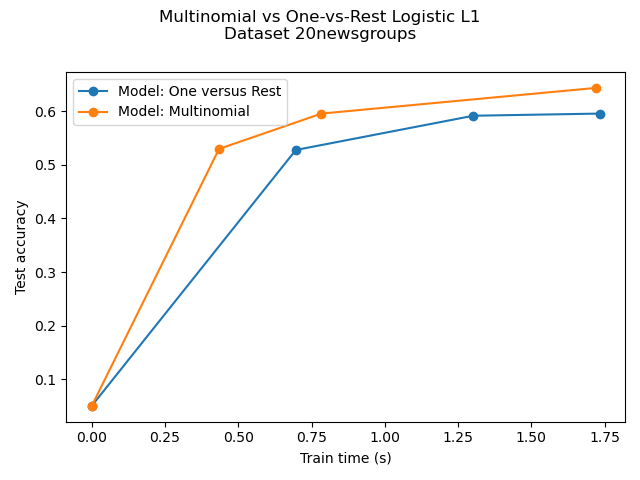 Multinomial vs One-vs-Rest Logistic L1
Dataset 20newsgroups
Model: One versus Rest
Model: Multinomial
Test accuracy
0.6
0.5
0.4
0.3
0.2
0.1
0.00 0.25 0.50 0.75 1.00 1.25 1.50 1.75
Train time (s)